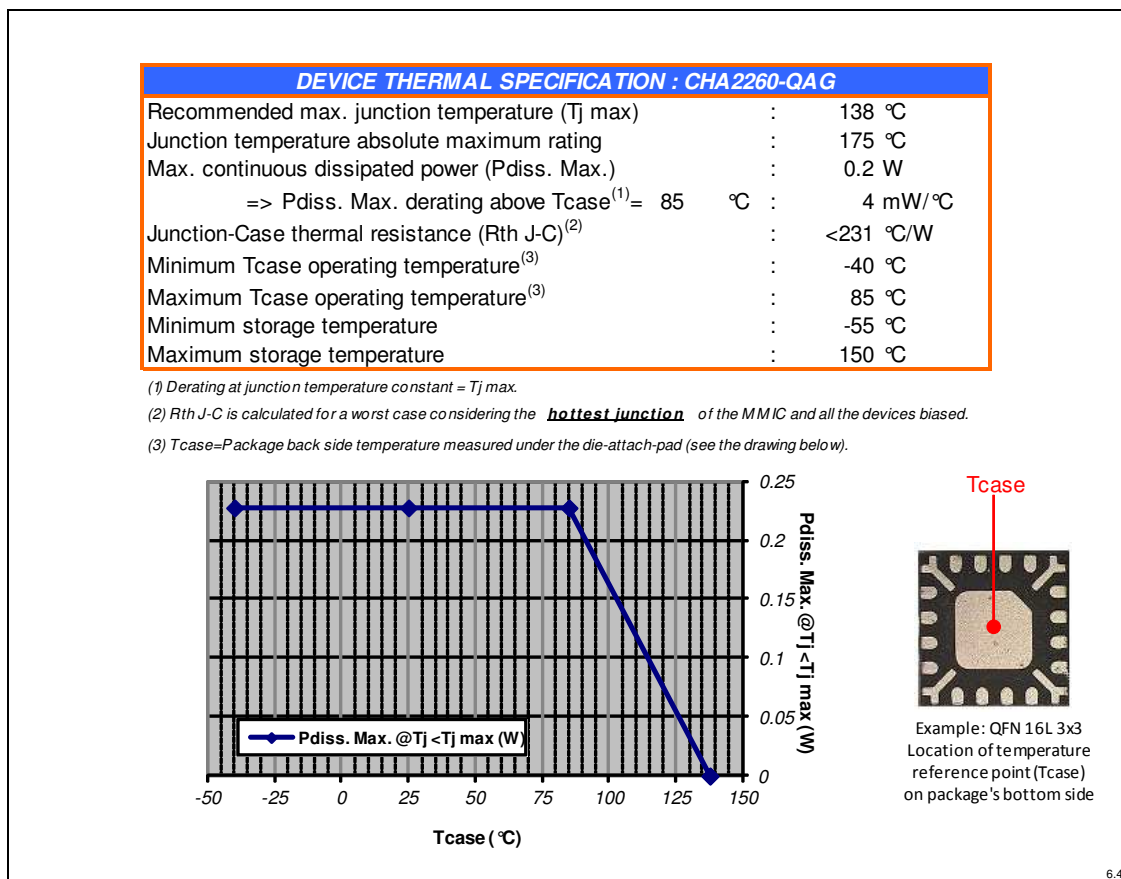 DEVICE THERMAL SPECIFICATION : CHA2260-QAG
Recommended max. junction temperature (Tj max) : 138 °C
Junction temperature absolute maximum rating : 175 °C
Max. continuous dissipated power (Pdiss. Max.) : 0.2 W
=> Pdiss. Max. derating above Tcase(1)= 85 °C : 4 mW/°C
Junction-Case thermal resistance (Rth J-C)(2) : <231 °C/W
Minimum Tcase operating temperature(3) : -40 °C
Maximum Tcase operating temperature(3) : 85 °C
Minimum storage temperature : -55 °C
Maximum storage temperature : 150 °C
(1) Derating at junction temperature constant = Tj max.
(2) Rth J-C is calculated for a worst case considering the hottest junction of the MMIC and all the devices biased.
(3) Tcase=Package back side temperature measured under the die-attach-pad (see the drawing below).
0.25
0.2
0.15
0.1
0.05
0
Pdiss. Max. @Tj <Tj max (W)
Pdiss. Max. @Tj <Tj max (W)
-50 -25 0 25 50 75 100 125 150
Tcase (°C)
Tcase
Example: QFN 16L 3x3
Location of temperature
reference point (Tcase)
on package's bottom side
6.4